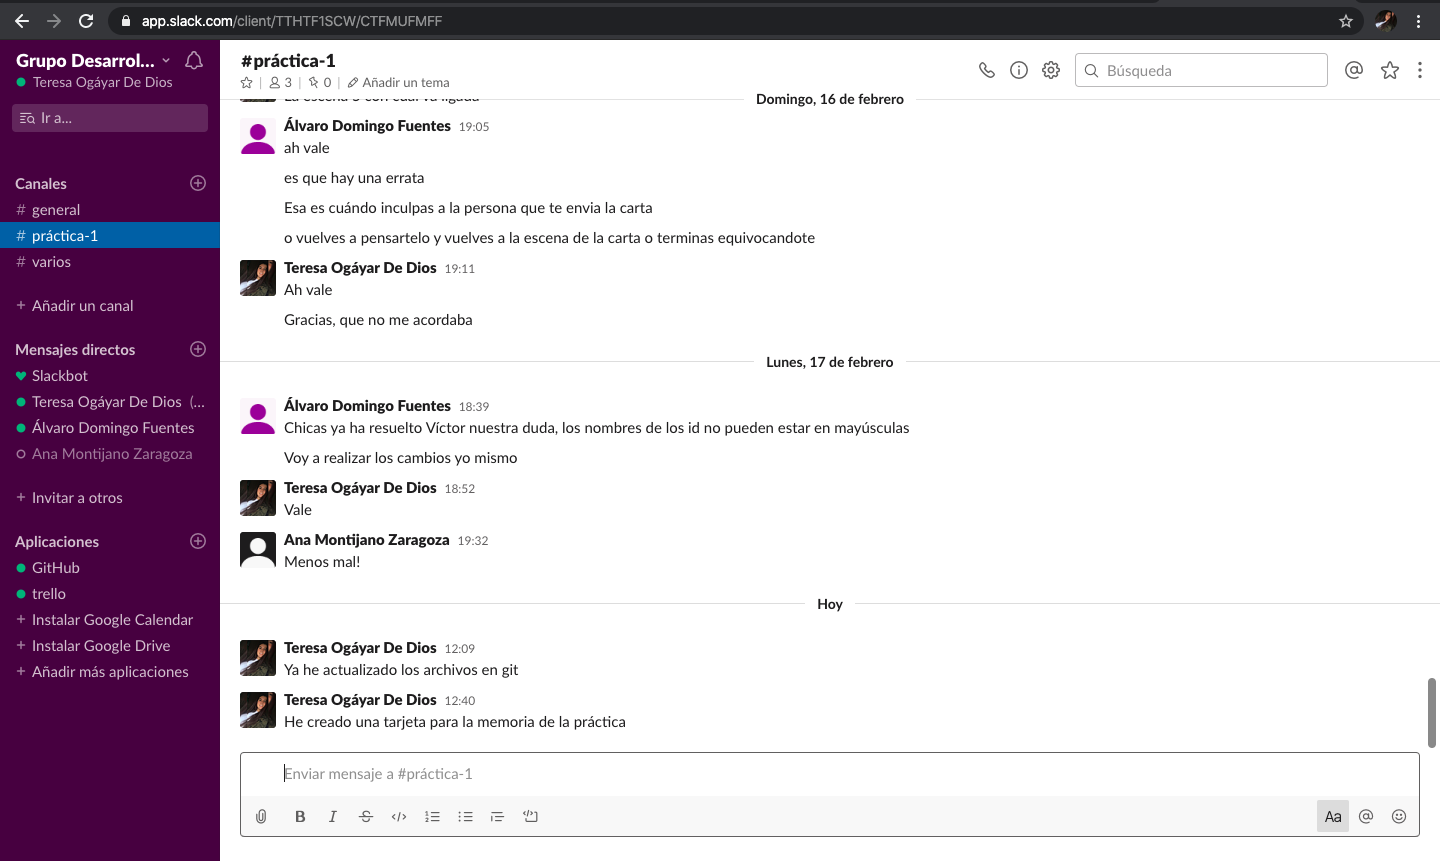 app.slack.com/client/TTHTF1SCW/CTFMUFMFF
Grupo Desarrol...
Teresa Ogáyar De Dios
Ir a...
Canales
# general
# práctica-1
# varios
+ Añadir un canal
Mensajes directos
Slackbot
Teresa Ogáyar De Dios (...
Álvaro Domingo Fuentes
Ana Montijano Zaragoza
+ Invitar a otros
Aplicaciones
GitHub
trello
+ Instalar Google Calendar
+ Instalar Google Drive
+ Añadir más aplicaciones
#práctica-1
3 | 0 | Añadir un tema
Búsqueda
La escena 5 con cuál va ligada
Domingo, 16 de febrero
Álvaro Domingo Fuentes 19:05
ah vale
es que hay una errata
Esa es cuándo inculpas a la persona que te envia la carta
o vuelves a pensartelo y vuelves a la escena de la carta o terminas equivocandote
Teresa Ogáyar De Dios 19:11
Ah vale
Gracias, que no me acordaba
Lunes, 17 de febrero
Álvaro Domingo Fuentes 18:39
Chicas ya ha resuelto Víctor nuestra duda, los nombres de los id no pueden estar en mayúsculas
Voy a realizar los cambios yo mismo
Teresa Ogáyar De Dios 18:52
Vale
Ana Montijano Zaragoza 19:32
Menos mal!
Hoy
Teresa Ogáyar De Dios 12:09
Ya he actualizado los archivos en git
Teresa Ogáyar De Dios 12:40
He creado una tarjeta para la memoria de la práctica
Enviar mensaje a #práctica-1
B I S </>
Aa @